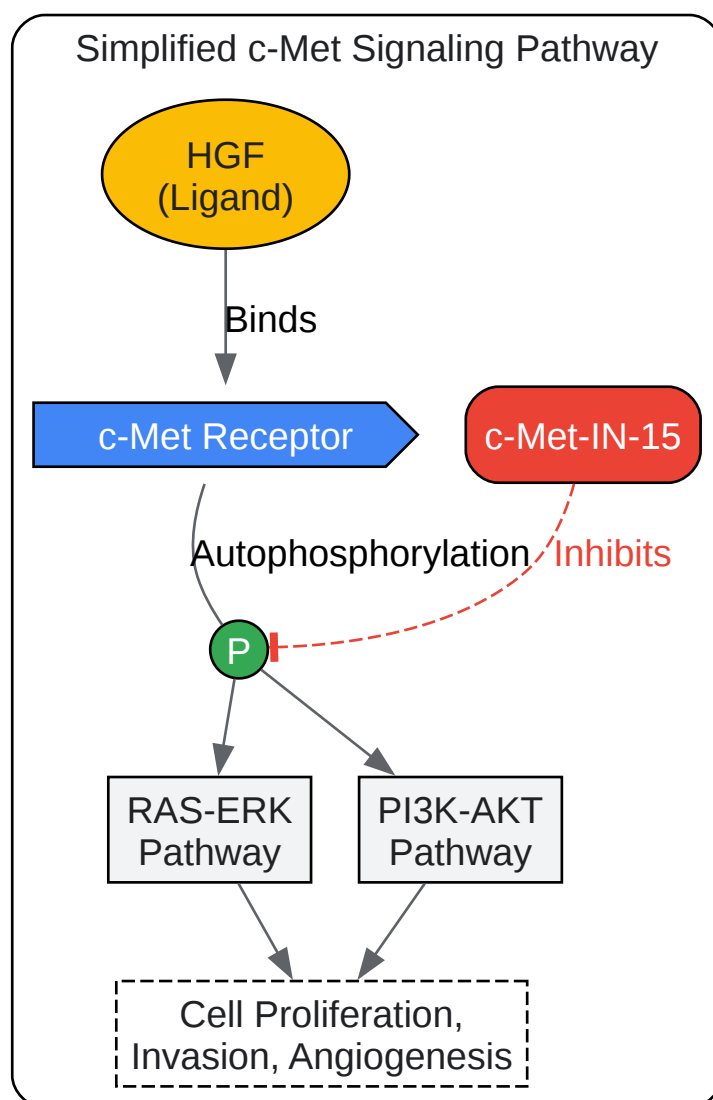 Simplified c-Met Signaling Pathway
HGF
(Ligand)
Binds
c-Met Receptor
c-Met-IN-15
Autophosphorylation
Inhibits
P
RAS-ERK
Pathway
PI3K-AKT
Pathway
Cell Proliferation,
Invasion, Angiogenesis